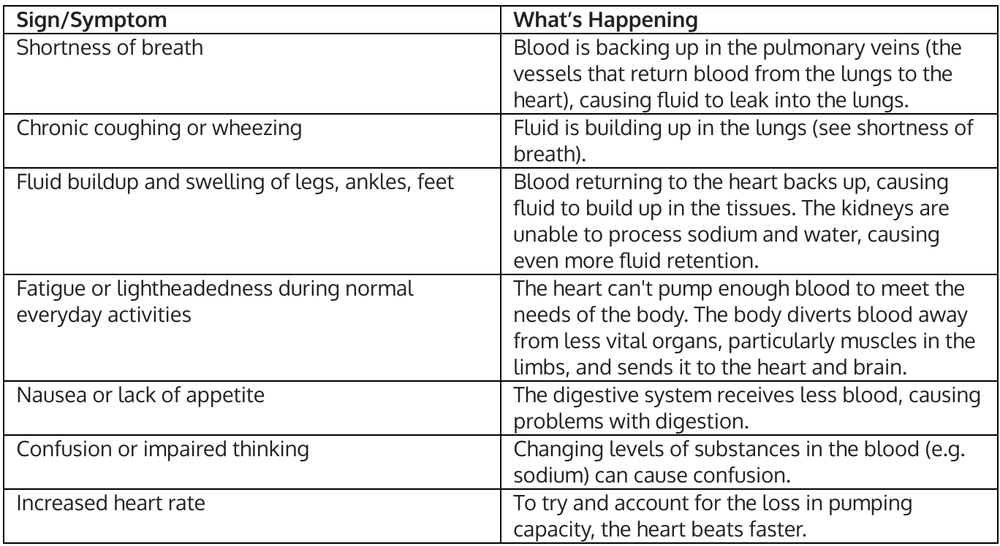 Sign/Symptom
What’s Happening
Shortness of breath
Blood is backing up in the pulmonary veins (the
vessels that return blood from the lungs to the
heart), causing fluid to leak into the lungs.
Chronic coughing or wheezing
Fluid is building up in the lungs (see shortness of
breath).
Fluid buildup and swelling of legs, ankles, feet
Blood returning to the heart backs up, causing
fluid to build up in the tissues. The kidneys are
unable to process sodium and water, causing
even more fluid retention.
Fatigue or lightheadedness during normal
everyday activities
The heart can't pump enough blood to meet the
needs of the body. The body diverts blood away
from less vital organs, particularly muscles in the
limbs, and sends it to the heart and brain.
Nausea or lack of appetite
The digestive system receives less blood, causing
problems with digestion.
Confusion or impaired thinking
Changing levels of substances in the blood (e.g.
sodium) can cause confusion.
Increased heart rate
To try and account for the loss in pumping
capacity, the heart beats faster.